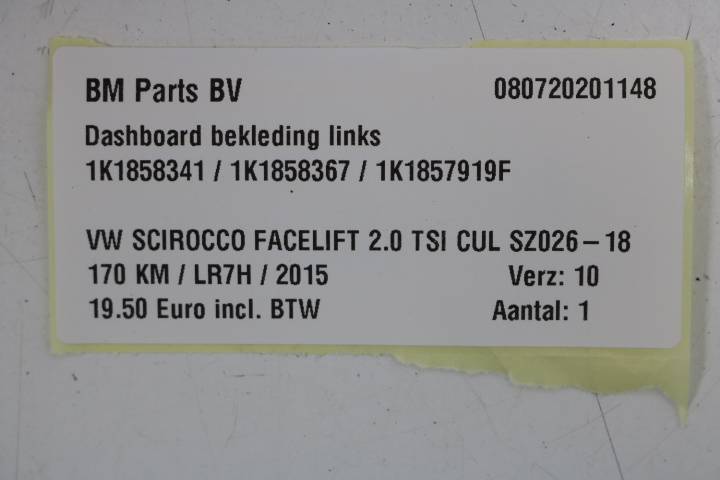 BM Parts BV 080720201148
Dashboard bekleding links
1K1858341 / 1K1858367 / 1K1857919F
VW SCIROCCO FACELIFT 2.0 TSI CUL SZ026-18
170 KM / LR7H / 2015 Verz: 10
19.50 Euro incl. BTW Aantal: 1